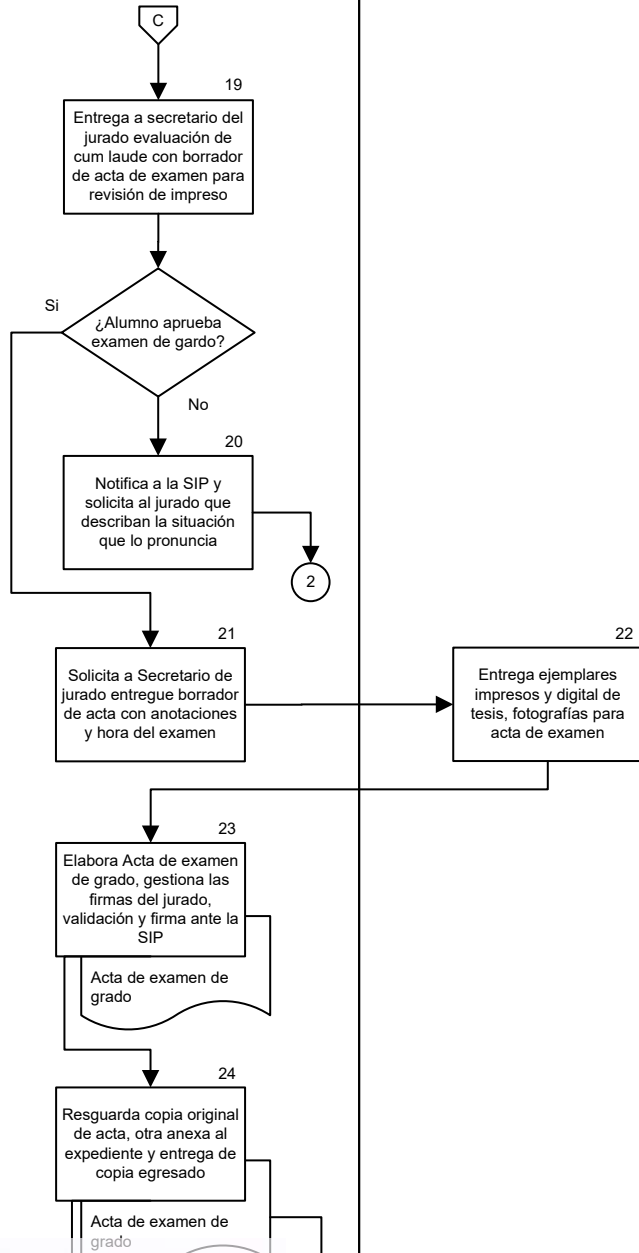 C
19
Entrega a secretario del
jurado evaluación de
cum laude con borrador
de acta de examen para
revisión de impreso
Si
¿Alumno aprueba
examen de gardo?
No
20
Notifica a la SIP y
solicita al jurado que
describan la situación
que lo pronuncia
2
21
Solicita a Secretario de
jurado entregue borrador
de acta con anotaciones
y hora del examen
22
Entrega ejemplares
impresos y digital de
tesis, fotografías para
acta de examen
23
Elabora Acta de examen
de grado, gestiona las
firmas del jurado,
validación y firma ante la
SIP
Acta de examen de
grado
24
Resguarda copia original
de acta, otra anexa al
expediente y entrega de
copia egresado
Acta de examen de
grado